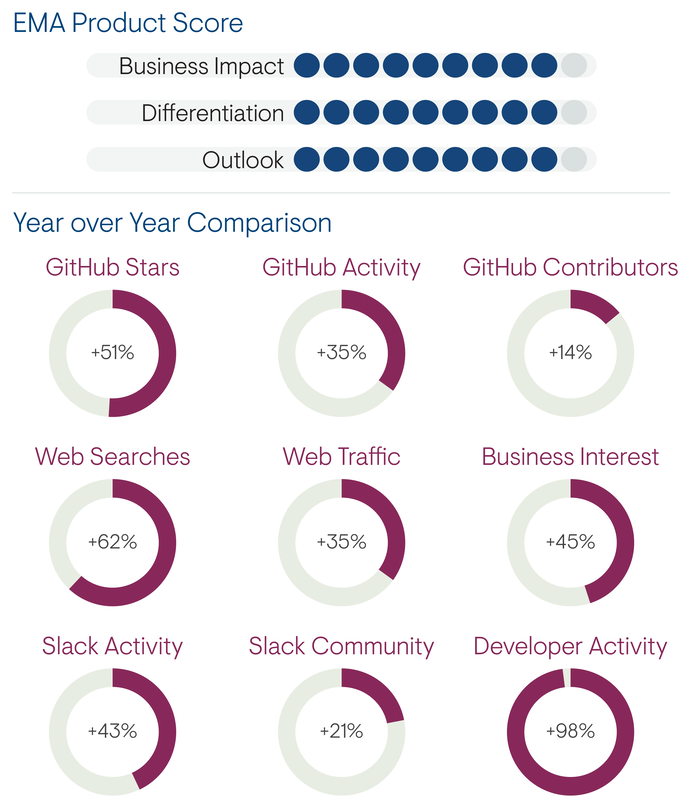 EMA Product Score
Business Impact
Differentiation
Outlook
Year over Year Comparison
GitHub Stars
GitHub Activity
GitHub Contributors
+51%
+35%
+14%
Web Searches
Web Traffic
Business Interest
+62%
+35%
+45%
Slack Activity
Slack Community
Developer Activity
+43%
+21%
+98%